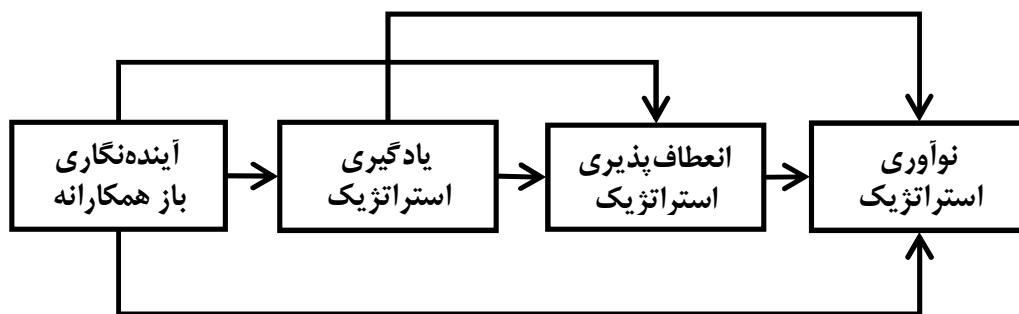 آینده‌نگاری
باز همکارانه
یادگیری
استراتژیک
انعطاف‌پذیری
استراتژیک
نوآوری
استراتژیک